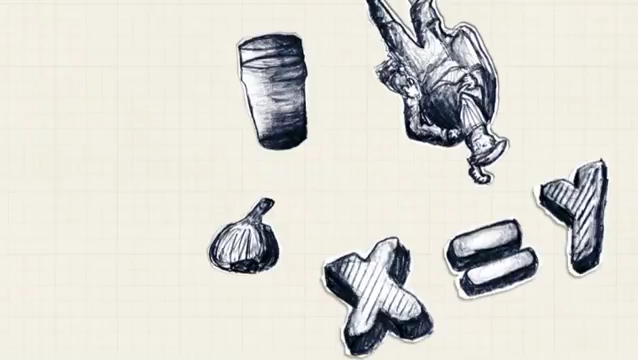 X = Y